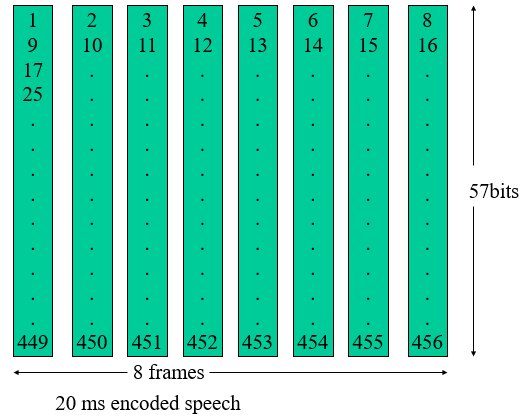 1 2 3 4 5 6 7 8
9 10 11 12 13 14 15 16
17 . . . . . . .
25 . . . . . . .
. . . . . . . .
. . . . . . . .
. . . . . . . .
. . . . . . . .
. . . . . . . .
. . . . . . . .
. . . . . . . .
. . . . . . . .
. . . . . . . .
449 450 451 452 453 454 455 456
57bits
8 frames
20 ms encoded speech